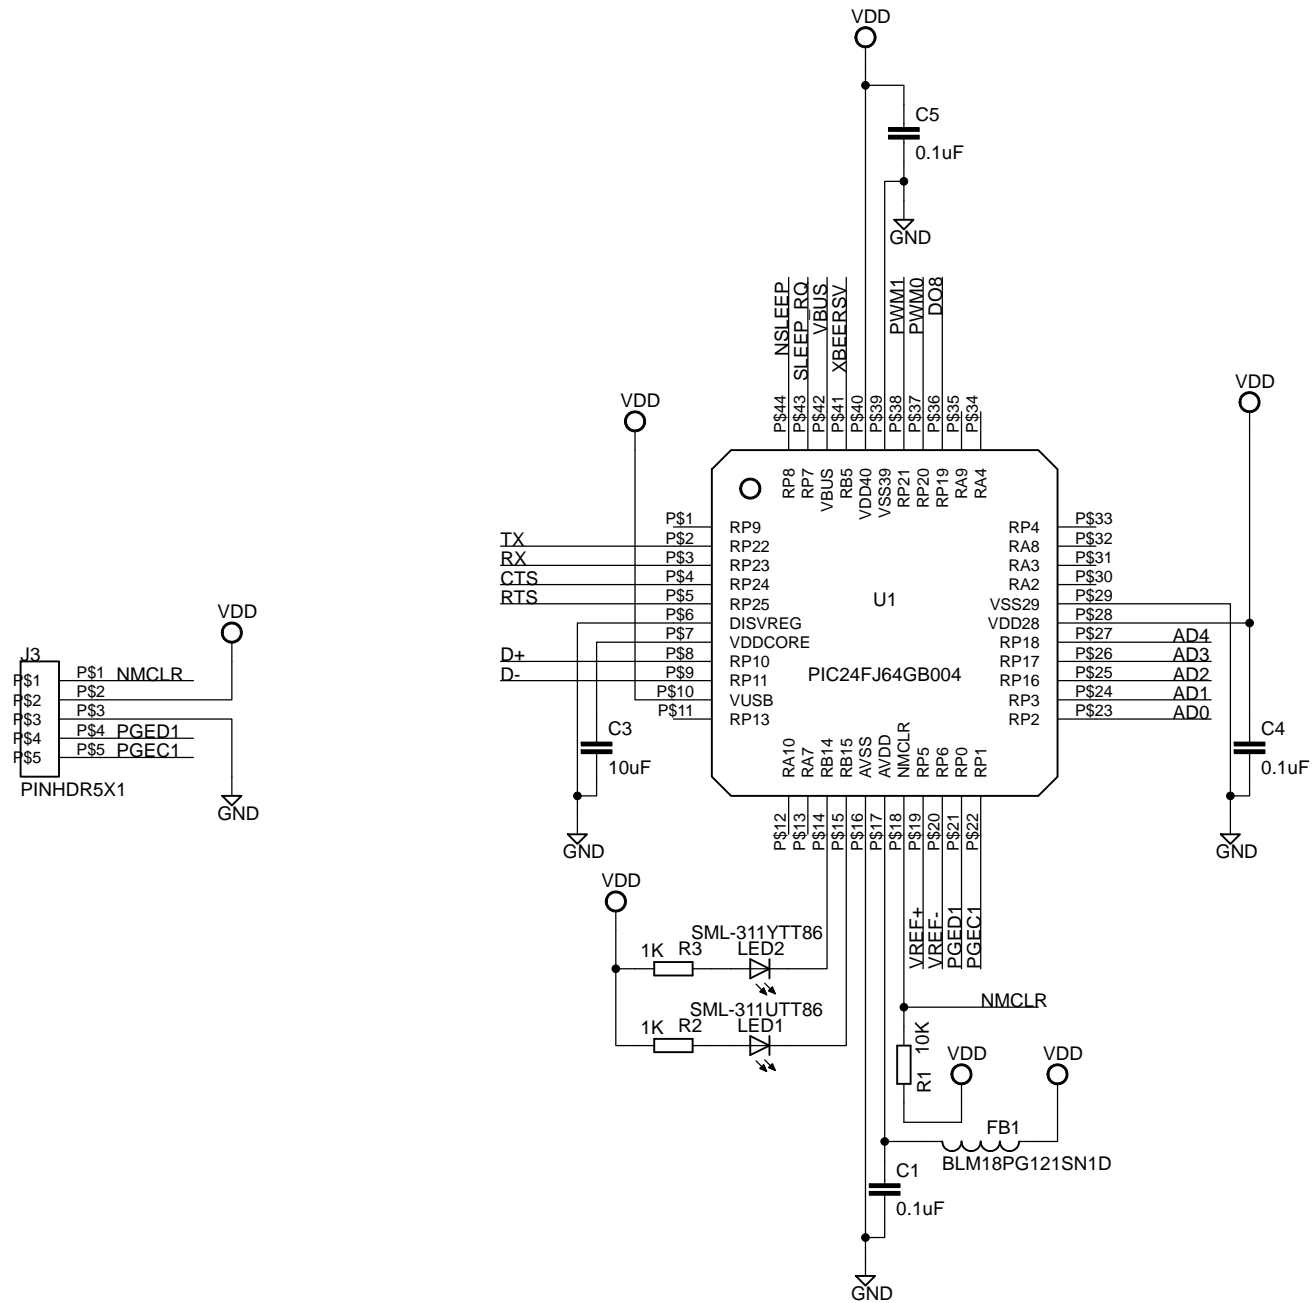 VDD
C5
0.1uF
GND
NSLEEP
SLEEP_RQ
VBUS
XBEERSV
PWM1
PWM0
DO8
P$44
P$43
P$42
P$41
P$40
P$39
P$38
P$37
P$36
P$35
P$34
RP8
RP7
VBUS
RB5
VDD40
VSS39
RP21
RP20
RP19
RA9
RA4
VDD
VDD
P$1 RP9
TX P$2 RP22
RX P$3 RP23
CTS P$4 RP24
RTS P$5 RP25
P$6 DISVREG
P$7 VDDCORE
D+ P$8 RP10
D- P$9 RP11
P$10 VUSB
P$11 RP13
U1
PIC24FJ64GB004
RP4 P$33
RA8 P$32
RA3 P$31
RA2 P$30
VSS29 P$29
VDD28 P$28
RP18 P$27 AD4
RP17 P$26 AD3
RP16 P$25 AD2
RP3 P$24 AD1
RP2 P$23 AD0
VDD
J3
P$1 P$1 NMCLR
P$2 P$2
P$3 P$3
P$4 P$4 PGED1
P$5 P$5 PGEC1
PINHDR5X1
GND
C3
10uF
GND
C4
0.1uF
GND
RA10
RA7
RB14
RB15
AVSS
AVDD
NMCLR
RP5
RP6
RP0
RP1
P$12
P$13
P$14
P$15
P$16
P$17
P$18
P$19
P$20
P$21
P$22
VREF+
VREF-
PGED1
PGEC1
VDD
SML-311YTT86
1K R3 LED2
SML-311UTT86
1K R2 LED1
NMCLR
10K
R1
VDD
VDD
FB1
BLM18PG121SN1D
C1
0.1uF
GND